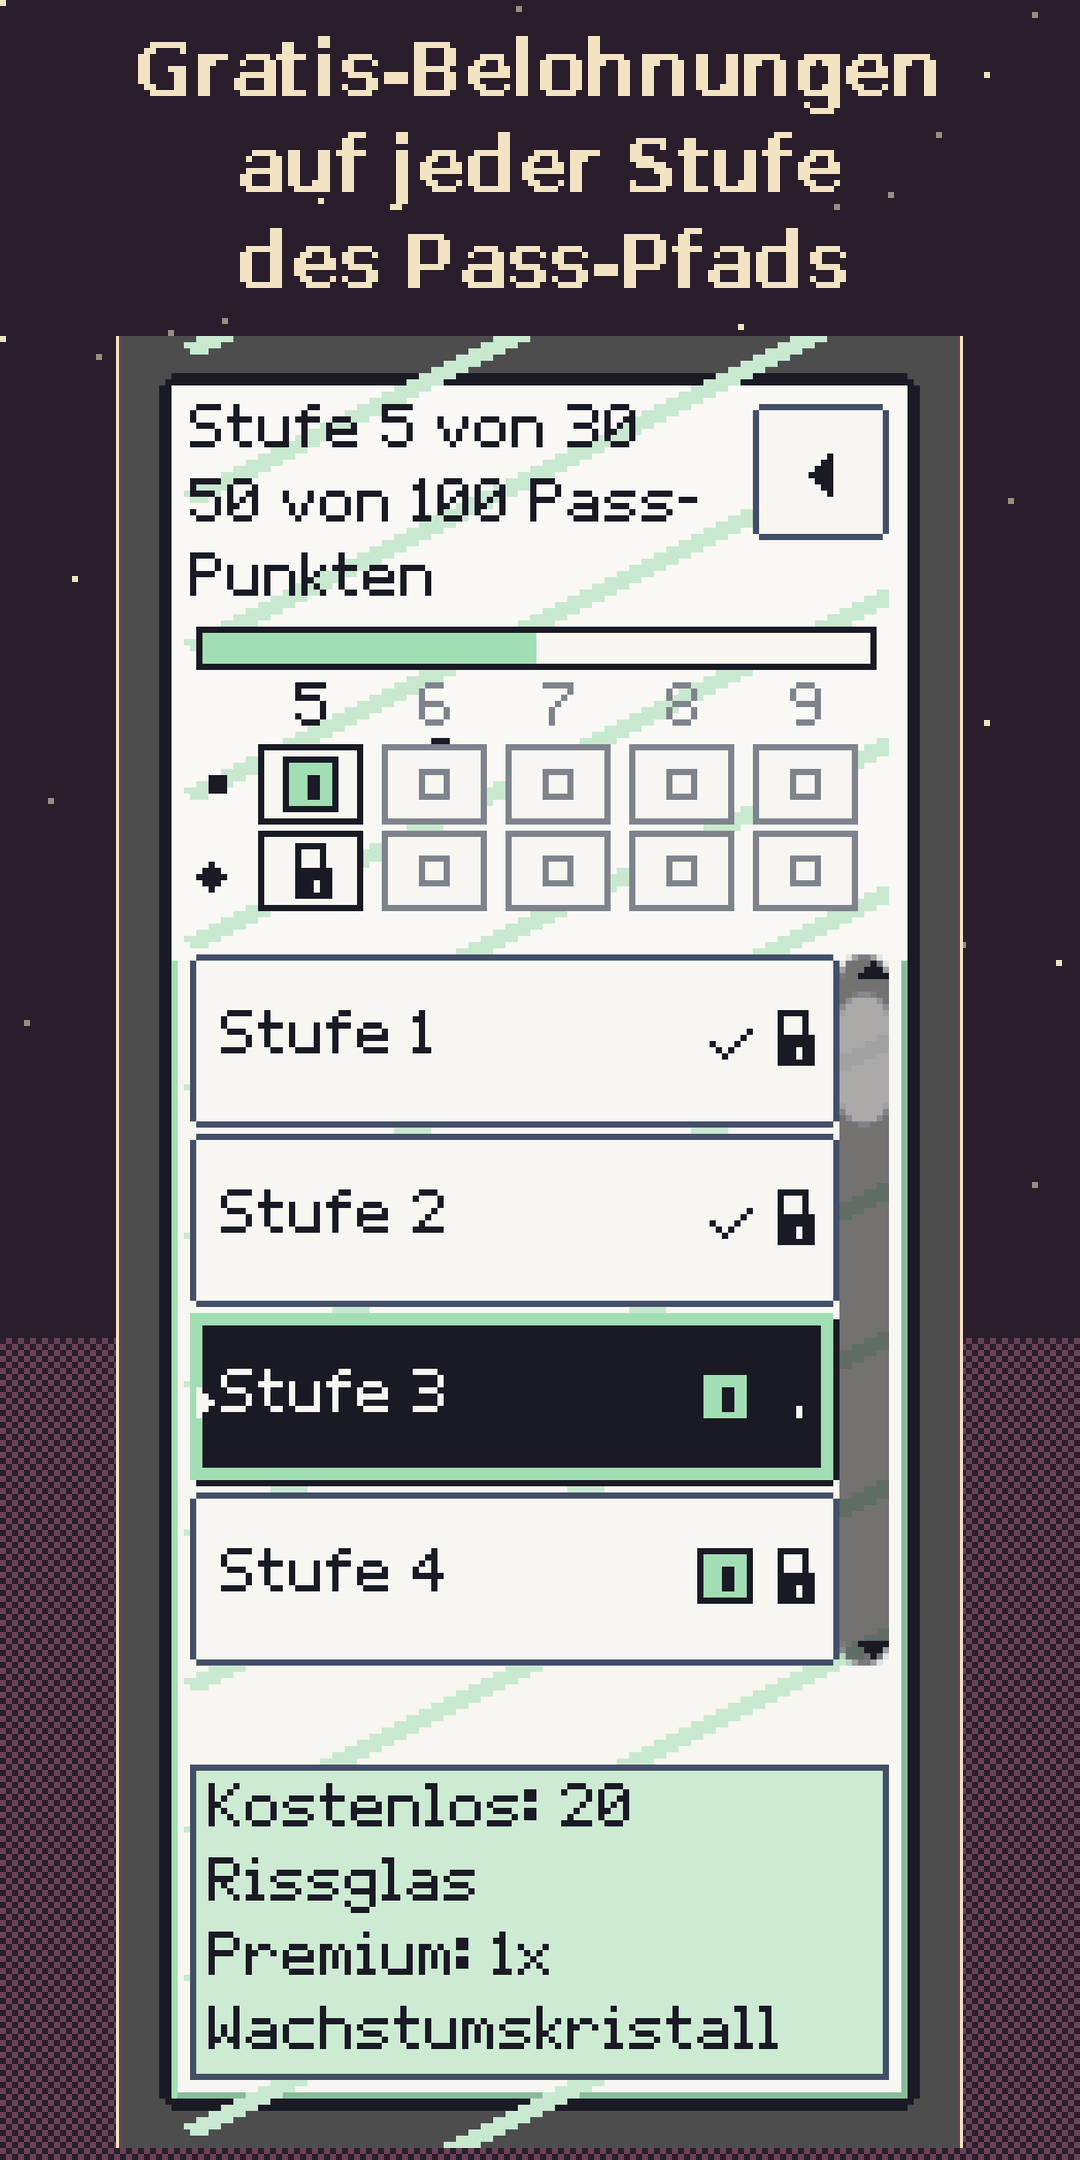 Gratis-Belohnungen
auf jeder Stufe
des Pass-Pfads
Stufe 5 von 30
50 von 100 Pass-
Punkten
5 6 7 8 9
Stufe 1
Stufe 2
Stufe 3
Stufe 4
Kostenlos: 20
Rissglas
Premium: 1x
Wachstumskristall